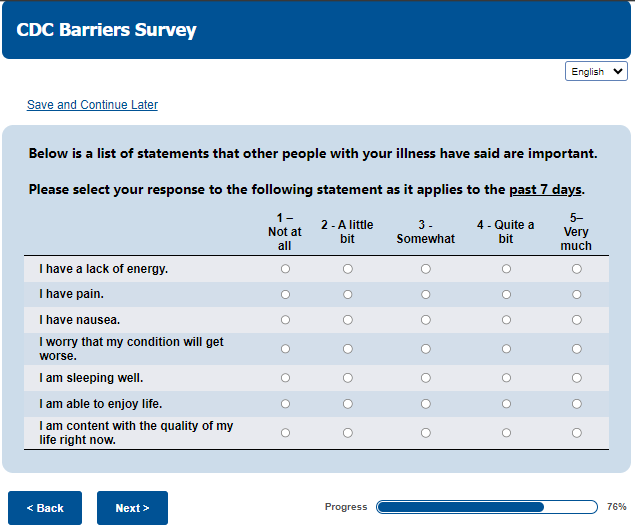 CDC Barriers Survey
English
Save and Continue Later
Below is a list of statements that other people with your illness have said are important.
Please select your response to the following statement as it applies to the past 7 days.
1 –
Not at
all
2 - A little
bit
3 -
Somewhat
4 - Quite a
bit
5–
Very
much
I have a lack of energy.
I have pain.
I have nausea.
I worry that my condition will get
worse.
I am sleeping well.
I am able to enjoy life.
I am content with the quality of my
life right now.
< Back
Next >
Progress
76%